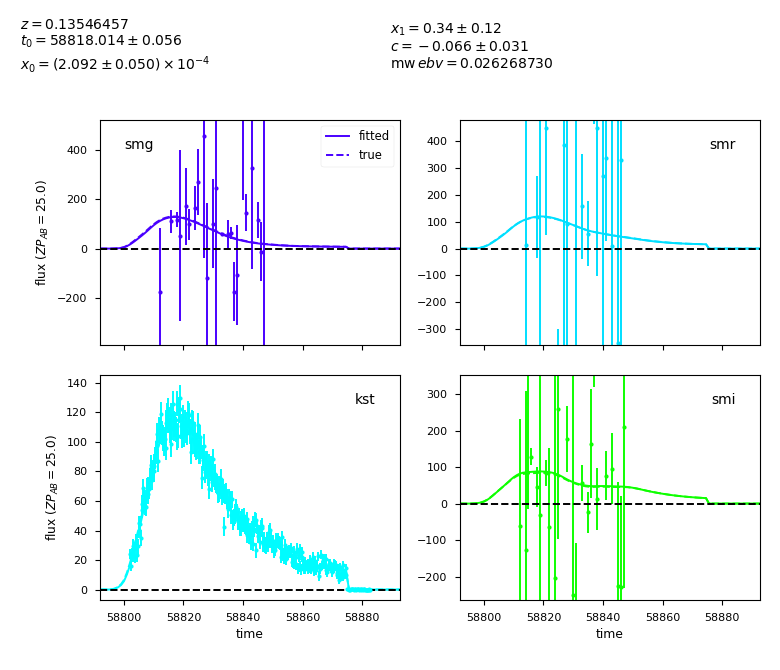 z = 0.13546457
t₀ = 58818.014 ± 0.056
x₀ = (2.092 ± 0.050) × 10⁻⁴
x₁ = 0.34 ± 0.12
c = −0.066 ± 0.031
mw ebv = 0.026268730
smg
fitted
true
400
200
0
−200
flux (ZP_AB = 25.0)
smr
400
300
200
100
0
−100
−200
−300
kst
140
120
100
80
60
40
20
0
flux (ZP_AB = 25.0)
58800 58820 58840 58860 58880
time
smi
300
200
100
0
−100
−200
58800 58820 58840 58860 58880
time